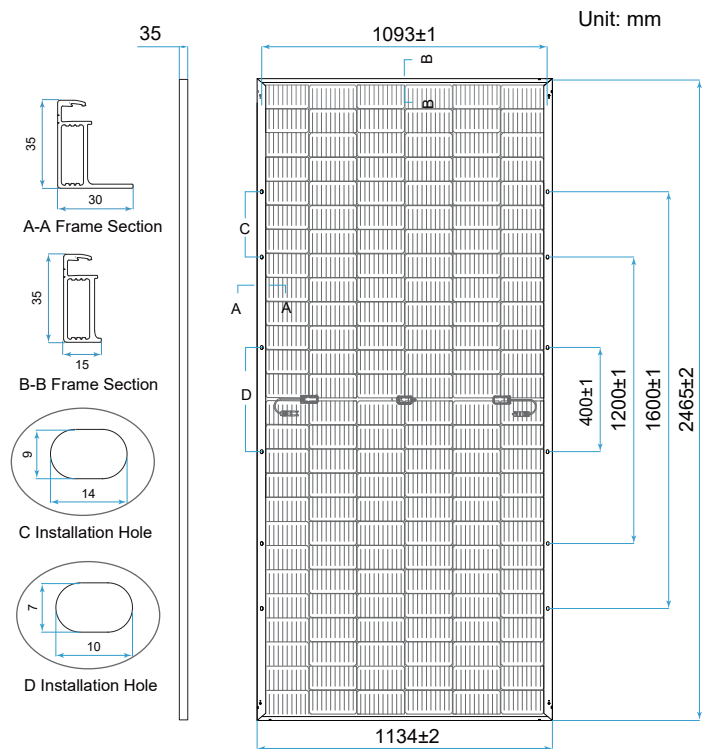 Unit: mm
35
1093±1
B
B
35
30
A-A Frame Section
C
A
A
35
15
B-B Frame Section
D
400±1
1200±1
1600±1
2465±2
9
14
C Installation Hole
7
10
D Installation Hole
1134±2